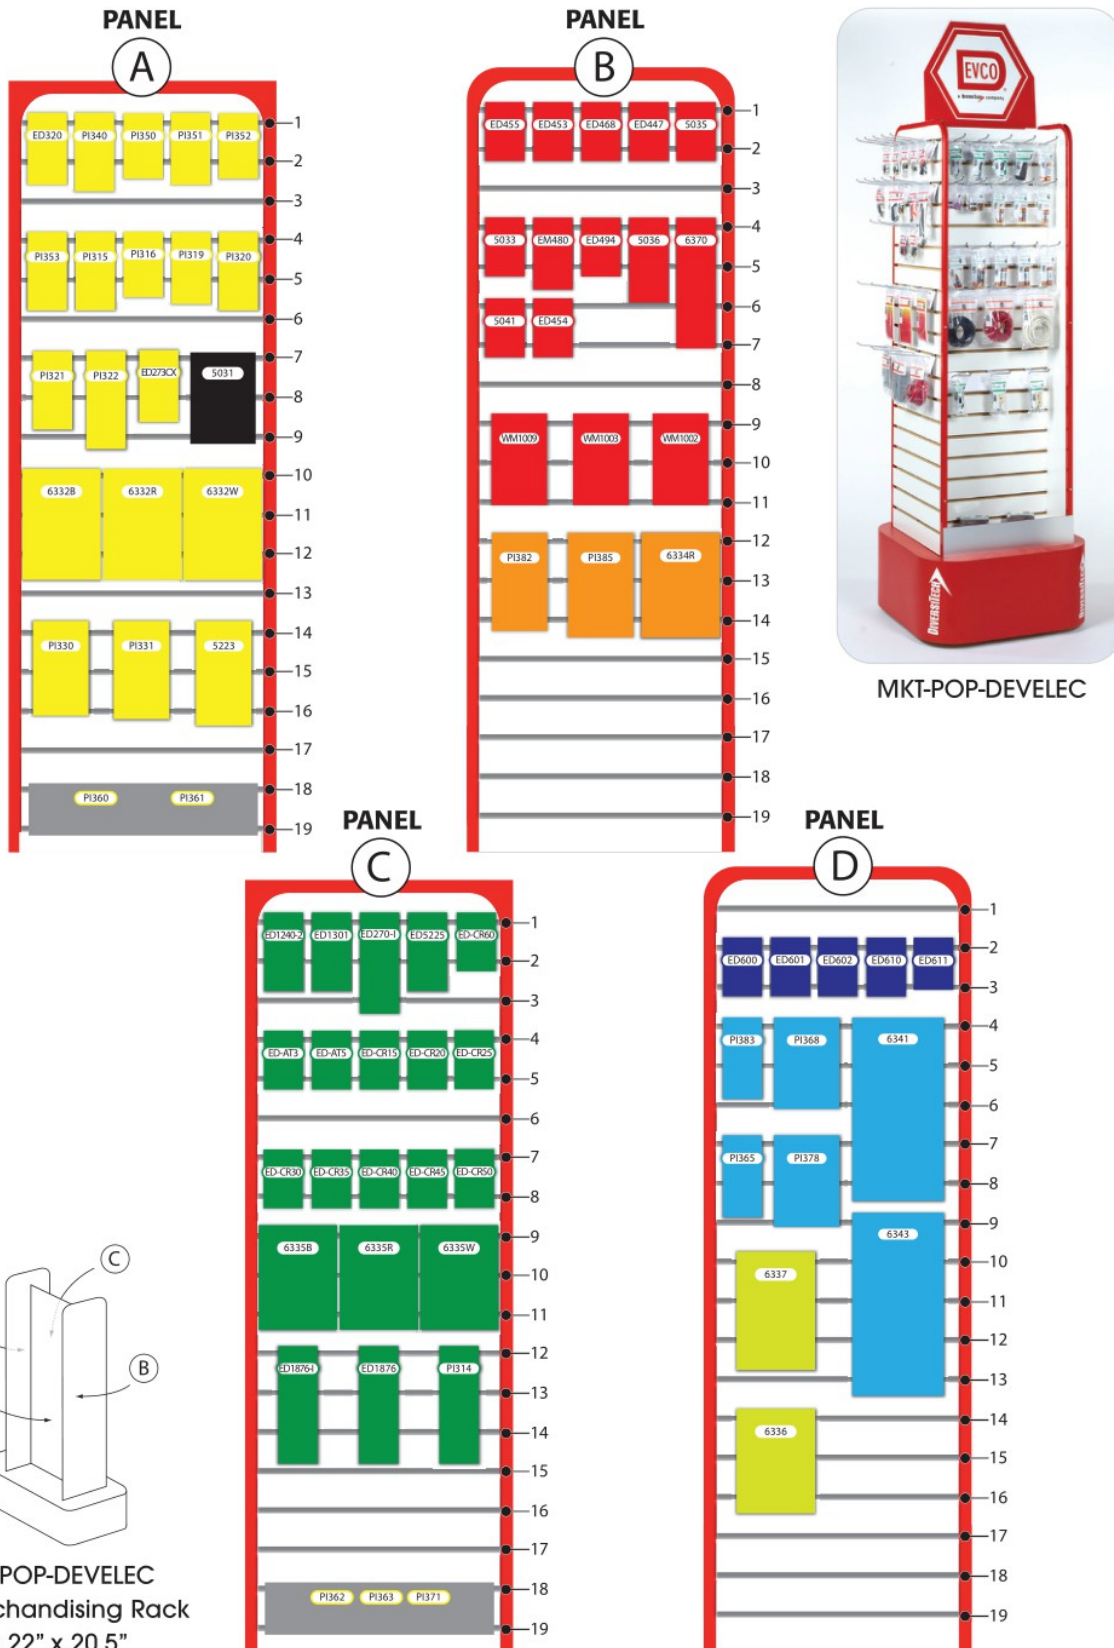 PANEL
A
ED320 PI340 PI350 PI351 PI352
PI353 PI315 PI316 PI319 PI320
PI321 PI322 ED273CX 5031
6332B 6332R 6332W
PI330 PI331 5223
PI360 PI361
1
2
3
4
5
6
7
8
9
10
11
12
13
14
15
16
17
18
19
PANEL
B
ED455 ED453 ED468 ED447 5035
5033 EM480 ED494 5036 6370
5041 ED454
WM1009 WM1003 WM1002
PI382 PI385 6334R
1
2
3
4
5
6
7
8
9
10
11
12
13
14
15
16
17
18
19
EVCO
DIVERSITECH
DIVERSITECH
MKT-POP-DEVELEC
PANEL
C
ED1240-2 ED1301 ED270-I ED5225 ED-CR60
ED-AT3 ED-AT5 ED-CR15 ED-CR20 ED-CR25
ED-CR30 ED-CR35 ED-CR40 ED-CR45 ED-CR50
6335B 6335R 6335W
ED1876-I ED1876 PI314
PI362 PI363 PI371
1
2
3
4
5
6
7
8
9
10
11
12
13
14
15
16
17
18
19
PANEL
D
ED600 ED601 ED602 ED610 ED611
PI383 PI368 6341
PI365 PI378
6343
6337
6336
1
2
3
4
5
6
7
8
9
10
11
12
13
14
15
16
17
18
19
C
B
POP-DEVELEC
chandising Rack
22" x 20.5"